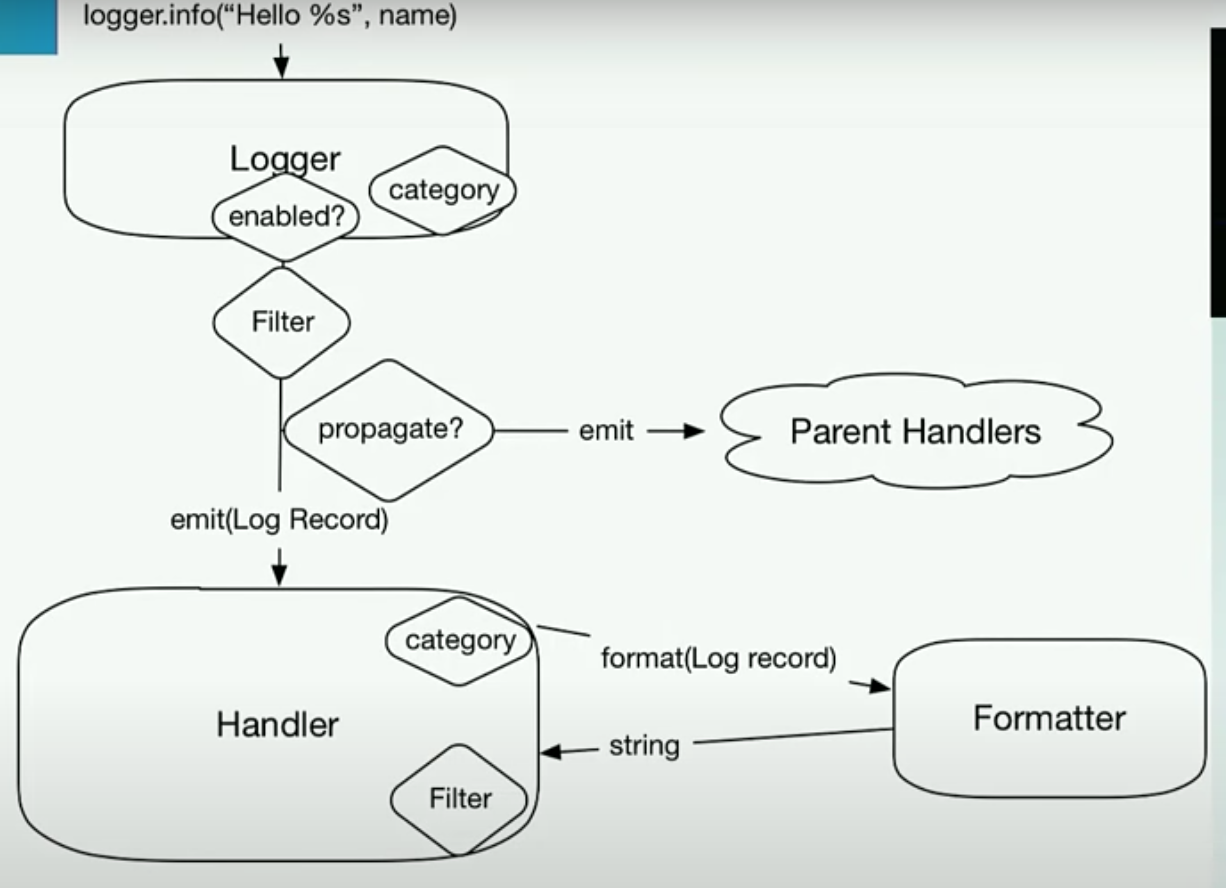 logger.info(“Hello %s”, name)
Logger
category
enabled?
Filter
propagate?
emit
Parent Handlers
emit(Log Record)
category
format(Log record)
Handler
Formatter
string
Filter